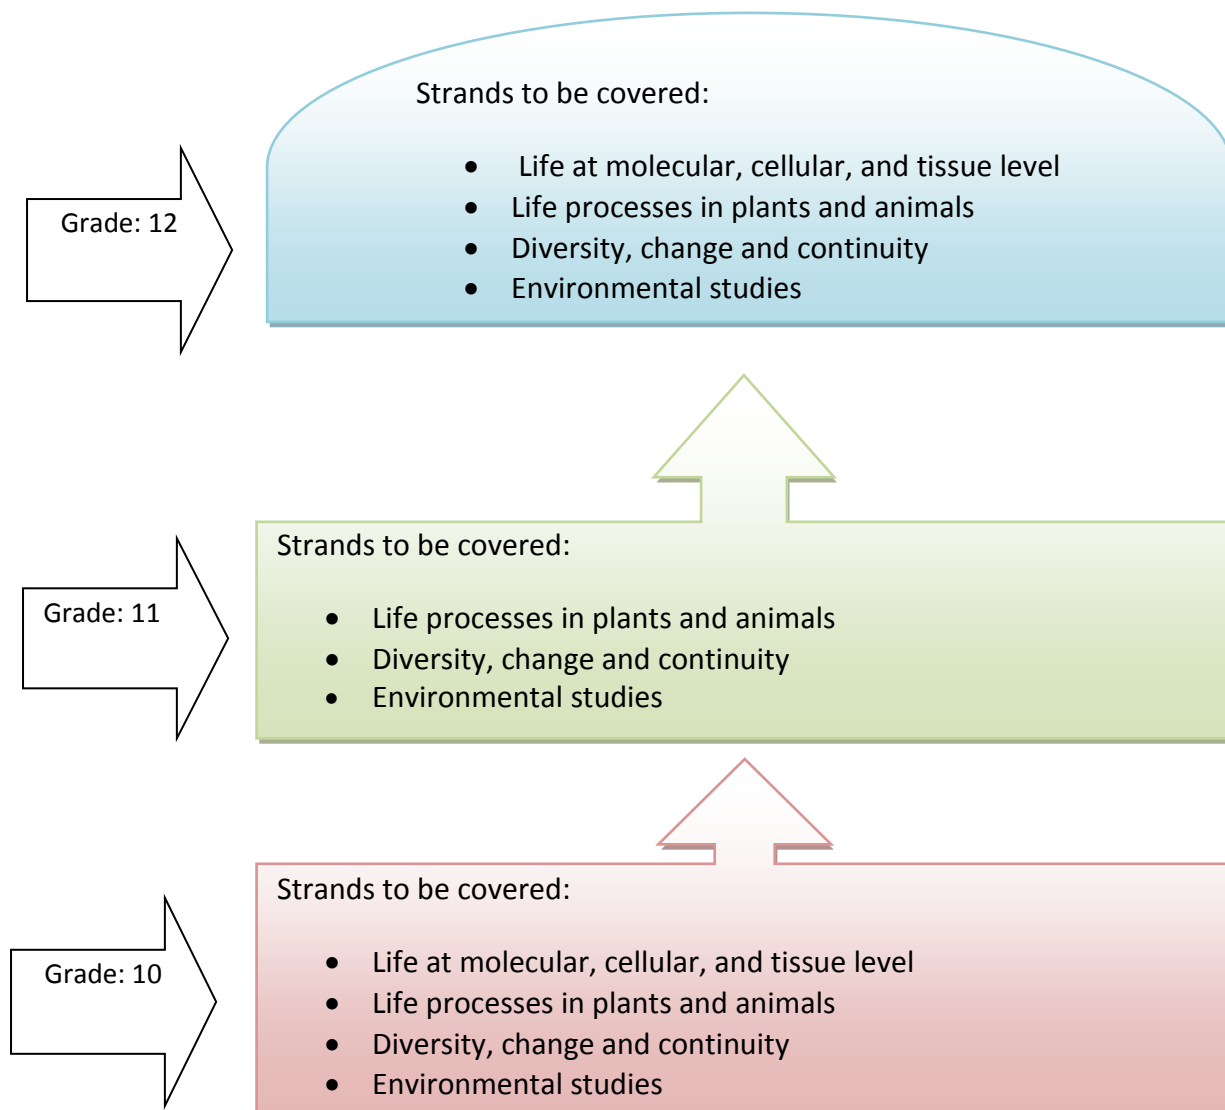 Strands to be covered:
• Life at molecular, cellular, and tissue level
Grade: 12
• Life processes in plants and animals
• Diversity, change and continuity
• Environmental studies
Strands to be covered:
Grade: 11
• Life processes in plants and animals
• Diversity, change and continuity
• Environmental studies
Strands to be covered:
Grade: 10
• Life at molecular, cellular, and tissue level
• Life processes in plants and animals
• Diversity, change and continuity
• Environmental studies